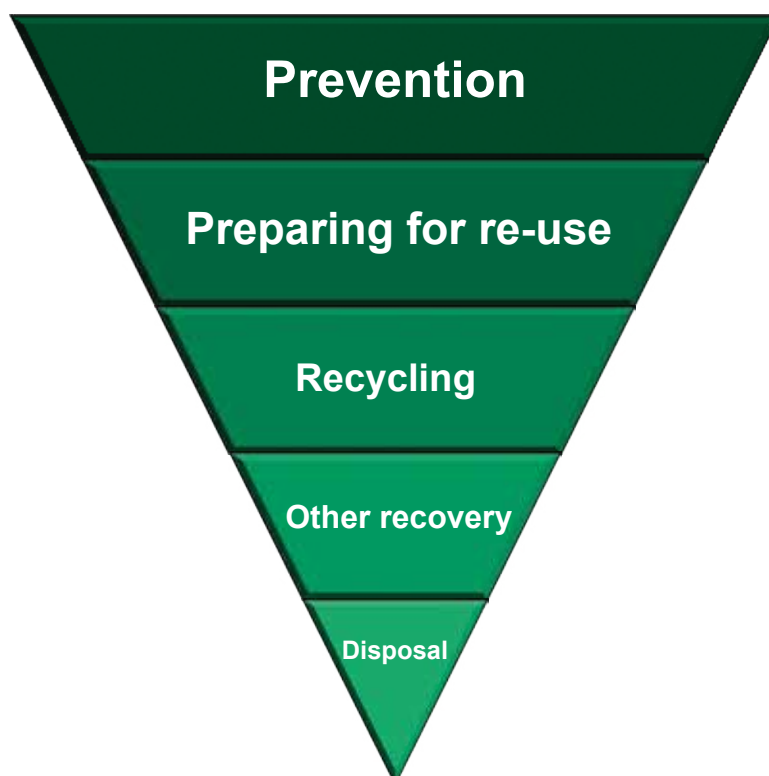 Prevention
Preparing for re-use
Recycling
Other recovery
Disposal